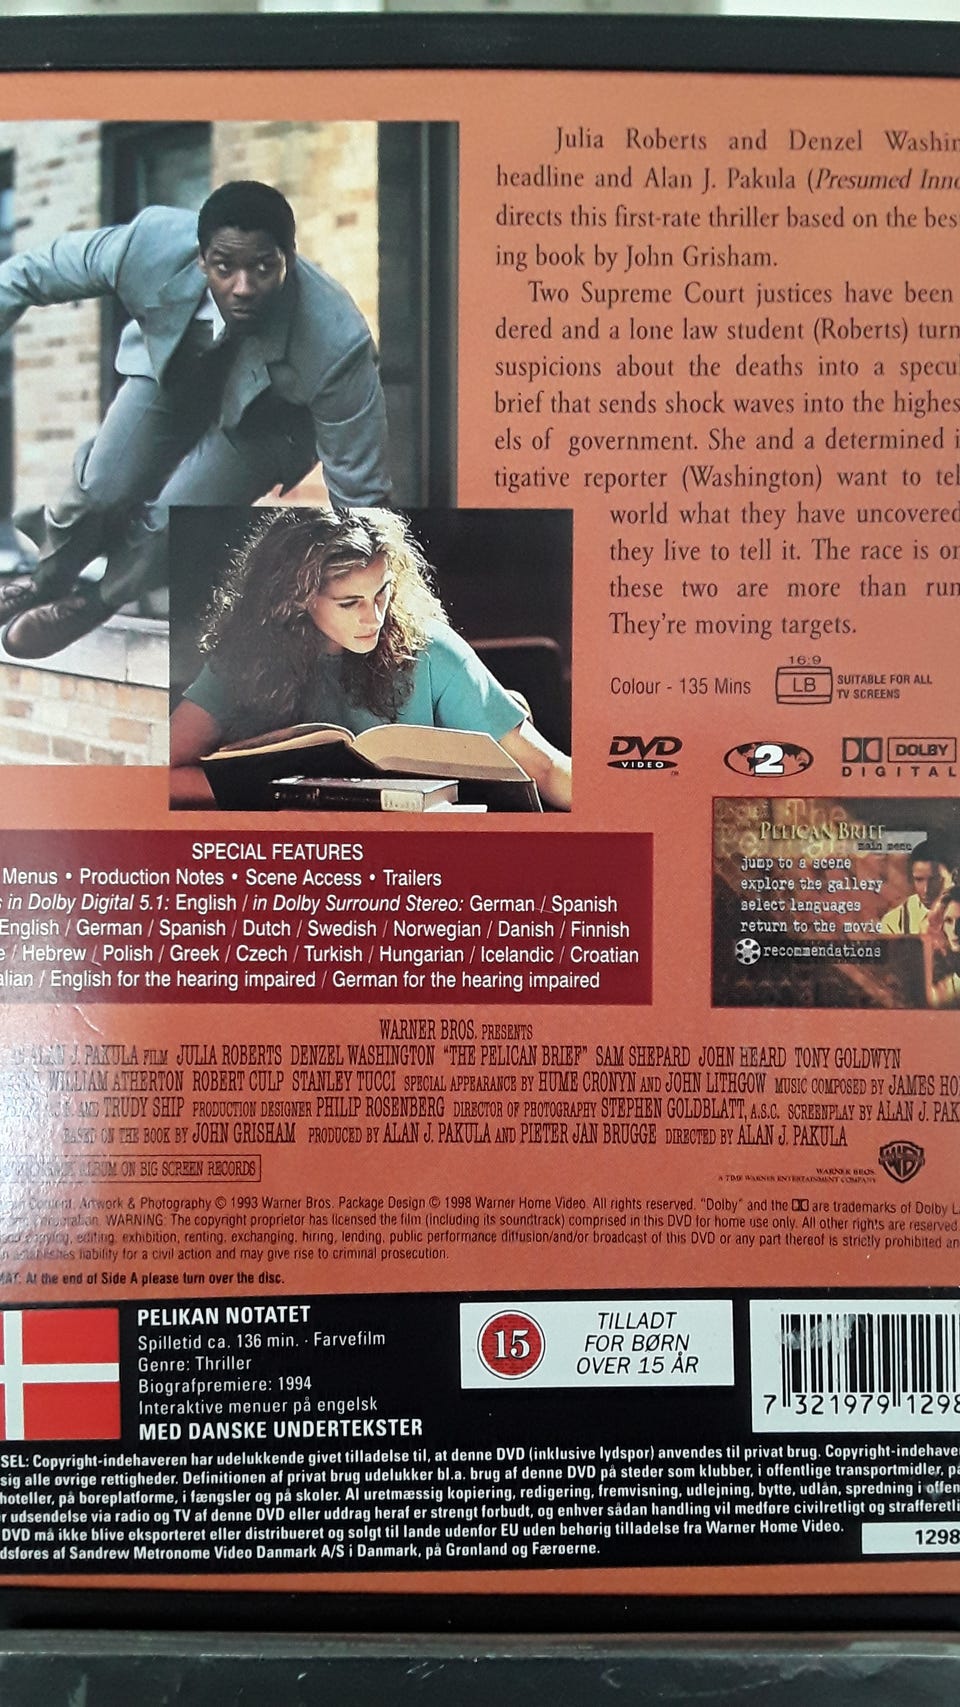 Julia Roberts and Denzel Washin
headline and Alan J. Pakula (Presumed Inno
directs this first-rate thriller based on the bes
ing book by John Grisham.
Two Supreme Court justices have been
dered and a lone law student (Roberts) turn
suspicions about the deaths into a specul
brief that sends shock waves into the highes
els of government. She and a determined i
tigative reporter (Washington) want to tel
world what they have uncovered
they live to tell it. The race is on
these two are more than run
They're moving targets.
Colour - 135 Mins
16:9
LB
SUITABLE FOR ALL
TV SCREENS
DVD
VIDEO
2
DOLBY
DIGITAL
PELICAN BRIEF
main menu
jump to a scene
explore the gallery
select languages
return to the movie
recommendations
SPECIAL FEATURES
Menus • Production Notes • Scene Access • Trailers
s in Dolby Digital 5.1: English / in Dolby Surround Stereo: German / Spanish
English / German / Spanish / Dutch / Swedish / Norwegian / Danish / Finnish
e / Hebrew / Polish / Greek / Czech / Turkish / Hungarian / Icelandic / Croatian
alian / English for the hearing impaired / German for the hearing impaired
WARNER BROS. PRESENTS
ALAN J. PAKULA FILM JULIA ROBERTS DENZEL WASHINGTON "THE PELICAN BRIEF" SAM SHEPARD JOHN HEARD TONY GOLDWYN
WILLIAM ATHERTON ROBERT CULP STANLEY TUCCI SPECIAL APPEARANCE BY HUME CRONYN AND JOHN LITHGOW MUSIC COMPOSED BY JAMES HO
AND TRUDY SHIP PRODUCTION DESIGNER PHILIP ROSENBERG DIRECTOR OF PHOTOGRAPHY STEPHEN GOLDBLATT, A.S.C. SCREENPLAY BY ALAN J. PAK
BASED ON THE BOOK BY JOHN GRISHAM PRODUCED BY ALAN J. PAKULA AND PIETER JAN BRUGGE DIRECTED BY ALAN J. PAKULA
ALBUM ON BIG SCREEN RECORDS
WARNER BROS.
A TIME WARNER ENTERTAINMENT COMPANY
Content, Artwork & Photography © 1993 Warner Bros. Package Design © 1998 Warner Home Video. All rights reserved. "Dolby" and the are trademarks of Dolby L
WARNING: The copyright proprietor has licensed the film (including its soundtrack) comprised in this DVD for home use only. All other rights are reserved
editing, exhibition, renting, exchanging, hiring, lending, public performance diffusion/and/or broadcast of this DVD or any part thereof is strictly prohibited an
establishes liability for a civil action and may give rise to criminal prosecution.
MAT: At the end of Side A please turn over the disc.
PELIKAN NOTATET
Spilletid ca. 136 min. · Farvefilm
Genre: Thriller
Biografpremiere: 1994
Interaktive menuer på engelsk
MED DANSKE UNDERTEKSTER
15
TILLADT
FOR BØRN
OVER 15 ÅR
7 321979 1298
SEL: Copyright-indehaveren har udelukkende givet tilladelse til, at denne DVD (inklusive lydspor) anvendes til privat brug. Copyright-indehave
sig alle øvrige rettigheder. Definitionen af privat brug udelukker bl.a. brug af denne DVD på steder som klubber, i offentlige transportmidler, på
hoteller, på boreplatforme, i fængsler og på skoler. Al uretmæssig kopiering, redigering, fremvisning, udlejning, bytte, udlån, spredning i offen
r udsendelse via radio og TV af denne DVD eller uddrag heraf er strengt forbudt, og enhver sådan handling vil medføre civilretligt og strafferetli
DVD må ikke blive eksporteret eller distribueret og solgt til lande udenfor EU uden behørig tilladelse fra Warner Home Video.
dsføres af Sandrew Metronome Video Danmark A/S i Danmark, på Grønland og Færøerne.
1298